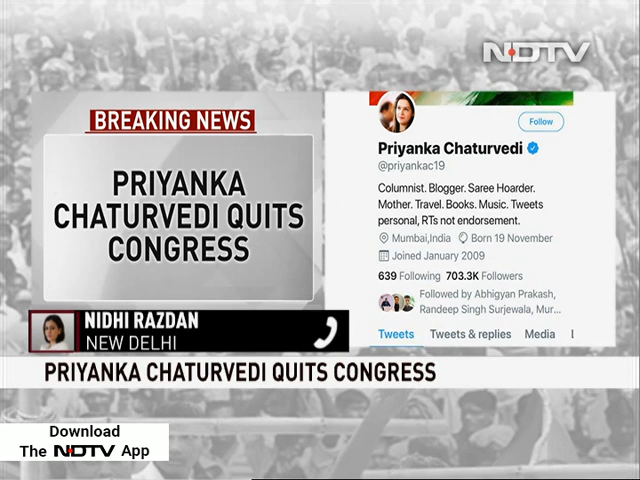 NDTV
BREAKING NEWS
PRIYANKA
CHATURVEDI QUITS
CONGRESS
Follow
Priyanka Chaturvedi
@priyankac19
Columnist. Blogger. Saree Hoarder.
Mother. Travel. Books. Music. Tweets
personal, RTs not endorsement.
Mumbai,India Born 19 November
Joined January 2009
639 Following 703.3K Followers
Followed by Abhigyan Prakash,
Randeep Singh Surjewala, Mur...
Tweets Tweets & replies Media L
NIDHI RAZDAN
NEW DELHI
PRIYANKA CHATURVEDI QUITS CONGRESS
Download
The NDTV App